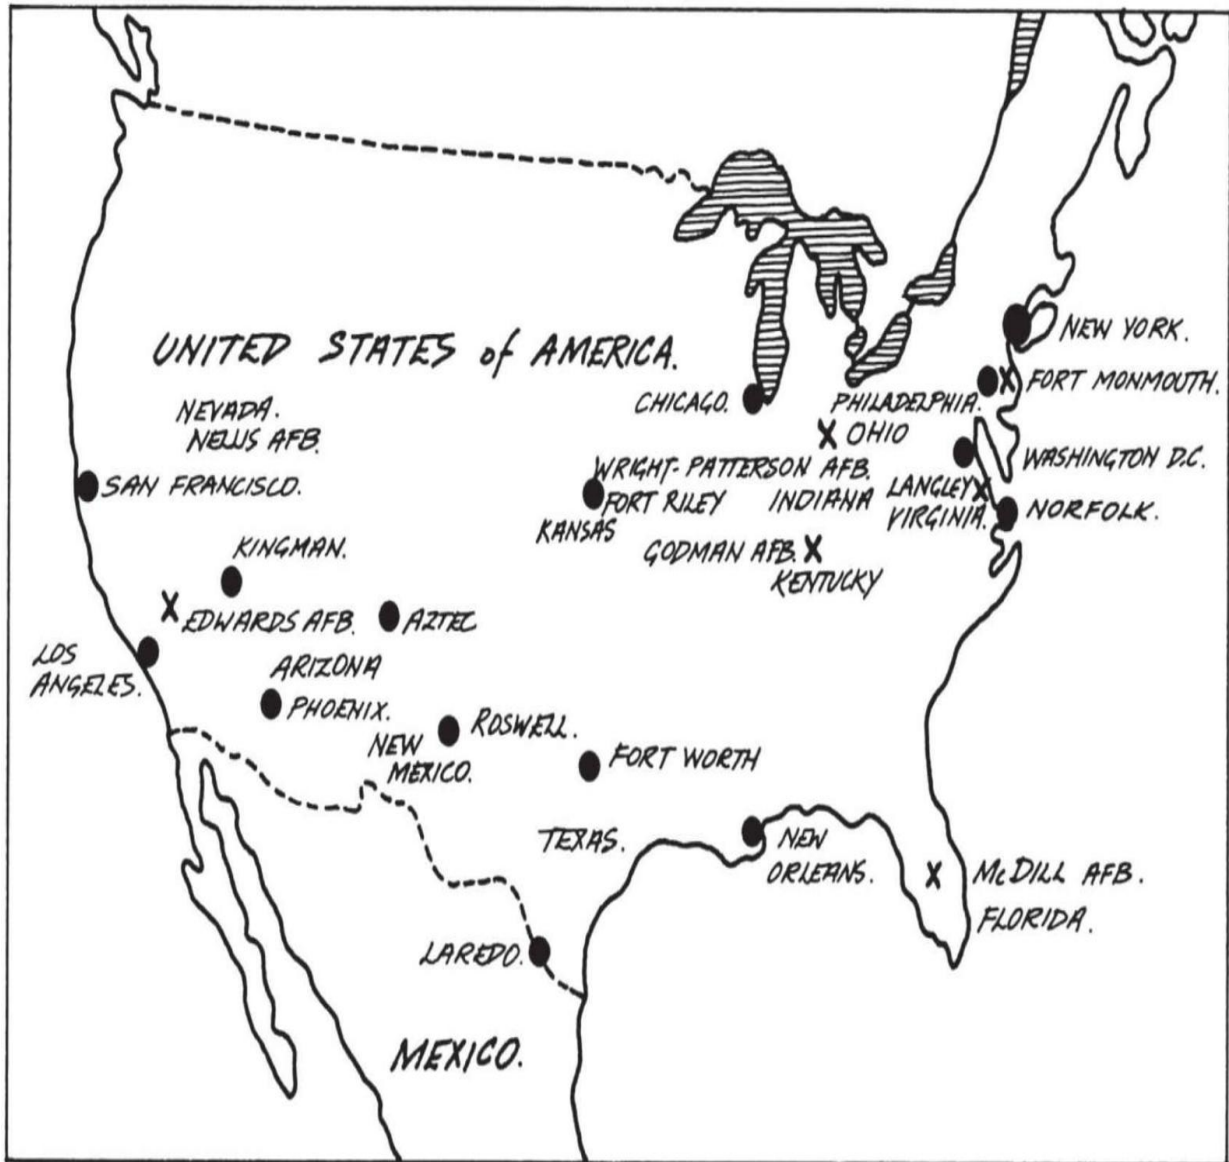 UNITED STATES of AMERICA.
NEW YORK.
FORT MONMOUTH.
PHILADELPHIA.
CHICAGO.
OHIO
NEVADA.
NELLIS AFB.
WASHINGTON D.C.
WRIGHT-PATTERSON AFB.
SAN FRANCISCO.
FORT RILEY
INDIANA
LANGLEY
VIRGINIA.
NORFOLK.
KANSAS
KINGMAN.
GODMAN AFB.
KENTUCKY
EDWARDS AFB.
AZTEC
LOS
ANGELES.
ARIZONA
PHOENIX.
ROSWELL.
NEW
MEXICO.
FORT WORTH
TEXAS.
NEW
ORLEANS.
McDILL AFB.
FLORIDA.
LAREDO.
MEXICO.